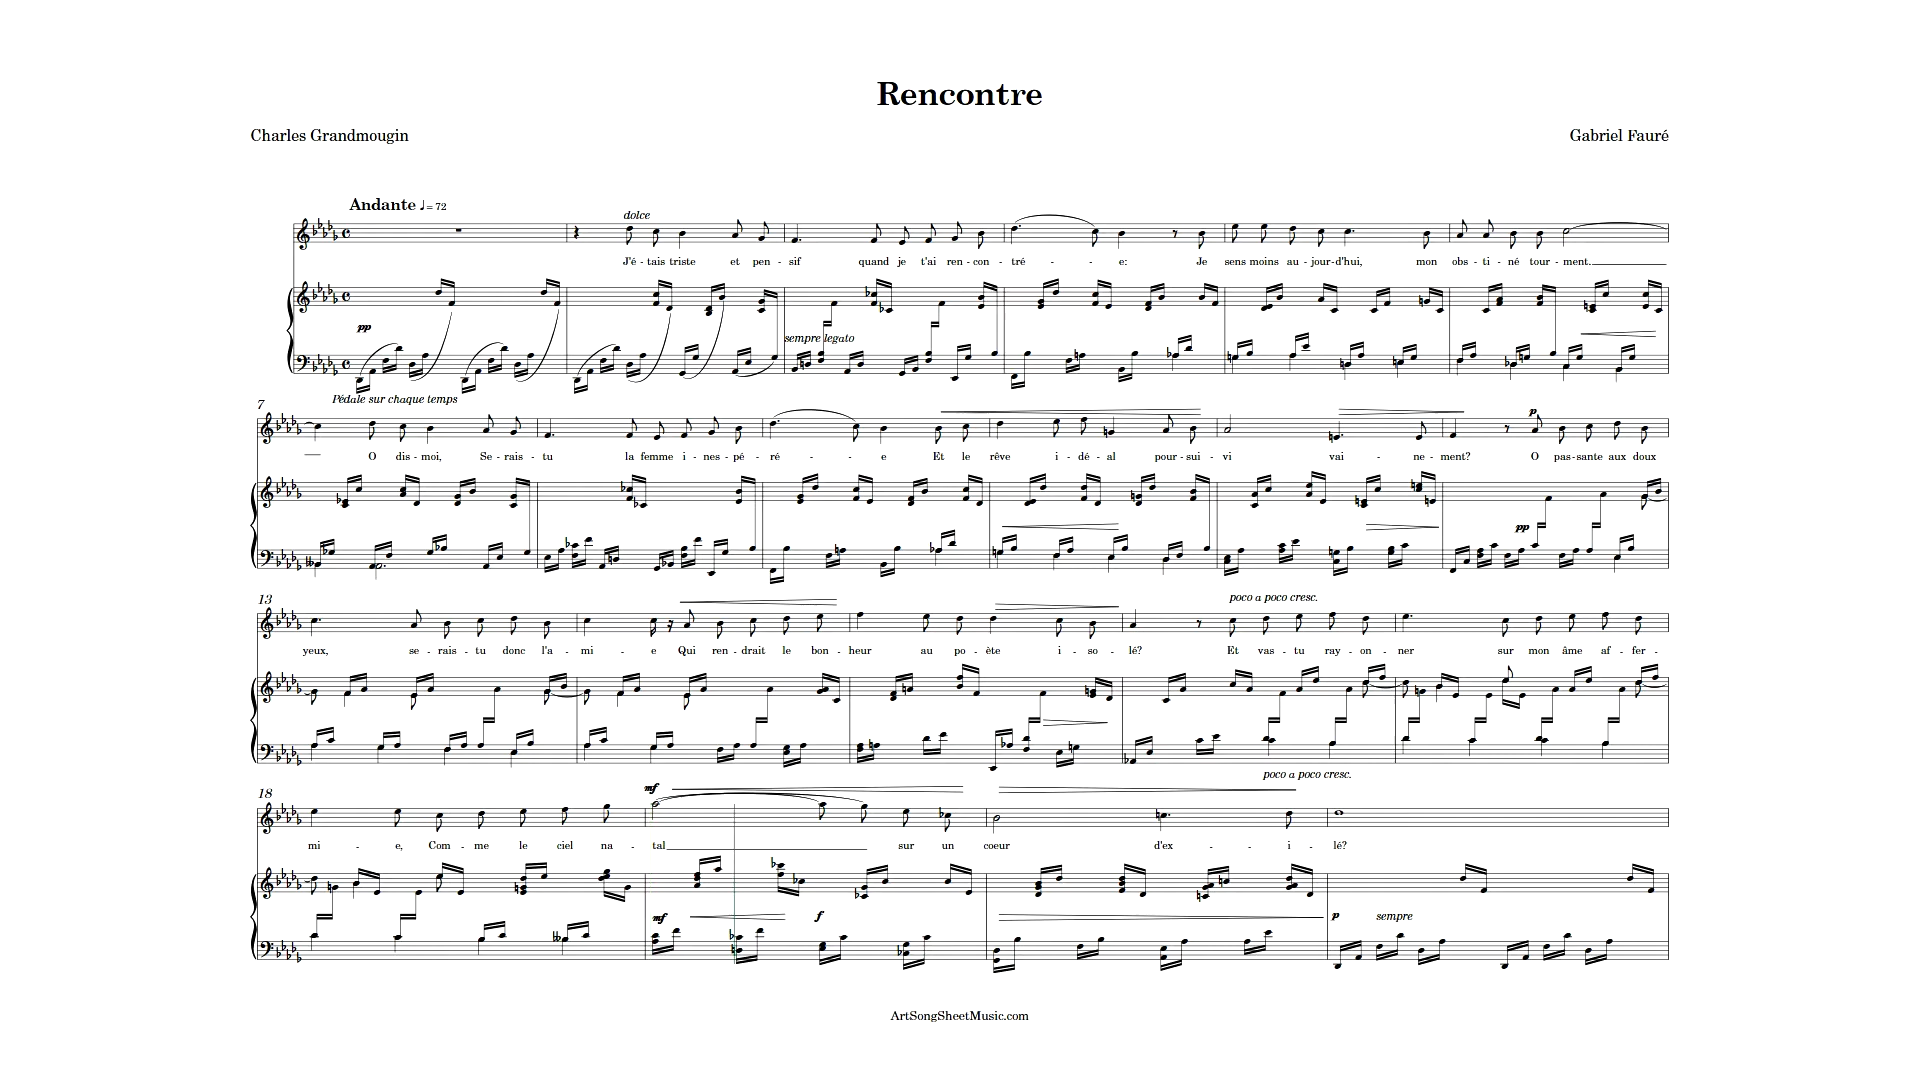 Rencontre
Charles Grandmougin
Gabriel Fauré
Andante ♩= 72
dolce
J'é - tais triste et pen - sif quand je t'ai ren - con - tré - - e: Je sens moins au - jour - d'hui, mon obs - ti - né tour - ment.
pp
sempre legato
Pédale sur chaque temps
7
p
O dis - moi, Se - rais - tu la femme i - nes - pé - ré - - e Et le rêve i - dé - al pour - sui - vi vai - ne - ment? O pas - sante aux doux
pp
13
poco a poco cresc.
yeux, se - rais - tu donc l'a - mi - e Qui ren - drait le bon - heur au po - ète i - so - lé? Et vas - tu ray - on - ner sur mon âme af - fer -
poco a poco cresc.
18
mf
mi - e, Com - me le ciel na - tal sur un coeur d'ex - - i - lé?
mf f p sempre
ArtSongSheetMusic.com